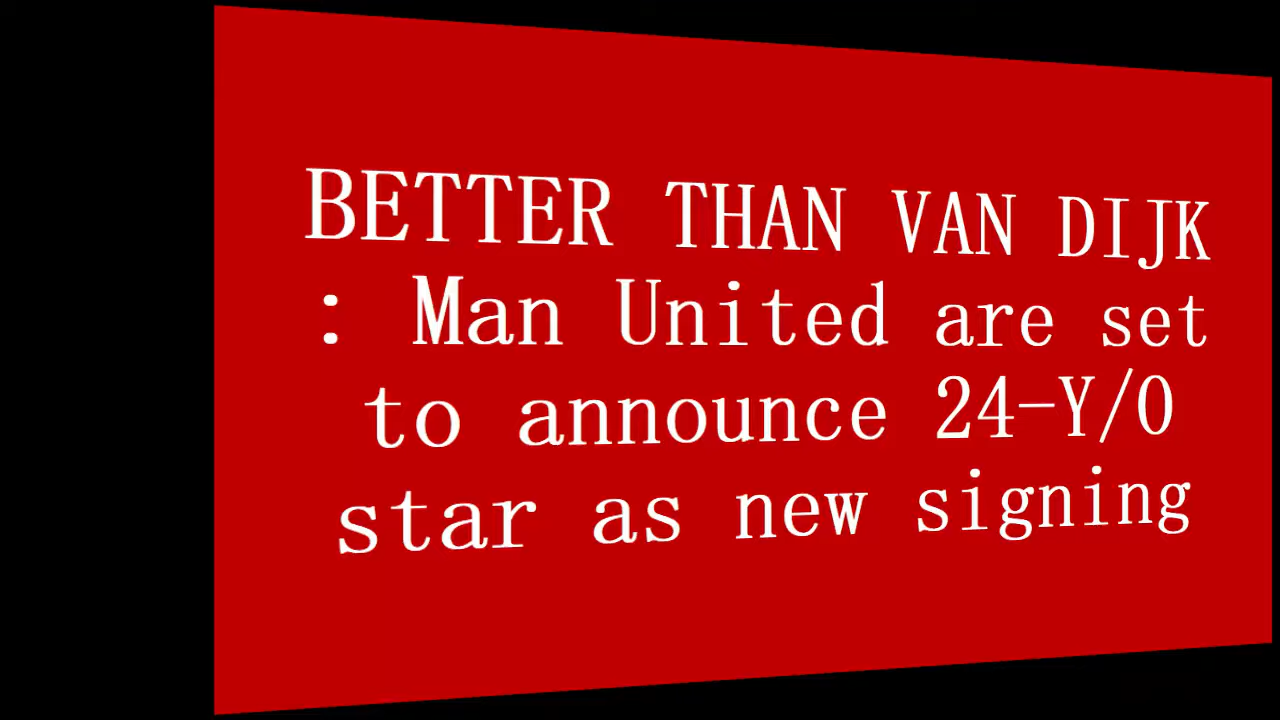 BETTER THAN VAN DIJK
: Man United are set
to announce 24-Y/O
star as new signing